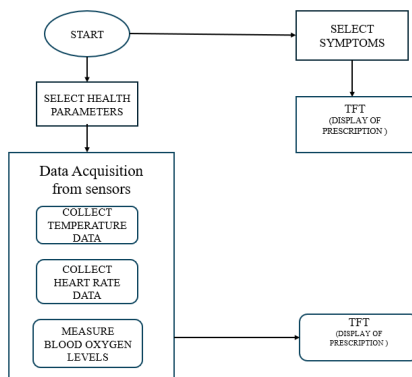 START
SELECT
SYMPTOMS
SELECT HEALTH
PARAMETERS
TFT
(DISPLAY OF
PRESCRIPTION )
Data Acquisition
from sensors
COLLECT
TEMPERATURE
DATA
COLLECT
HEART RATE
DATA
MEASURE
BLOOD OXYGEN
LEVELS
TFT
(DISPLAY OF
PRESCRIPTION )